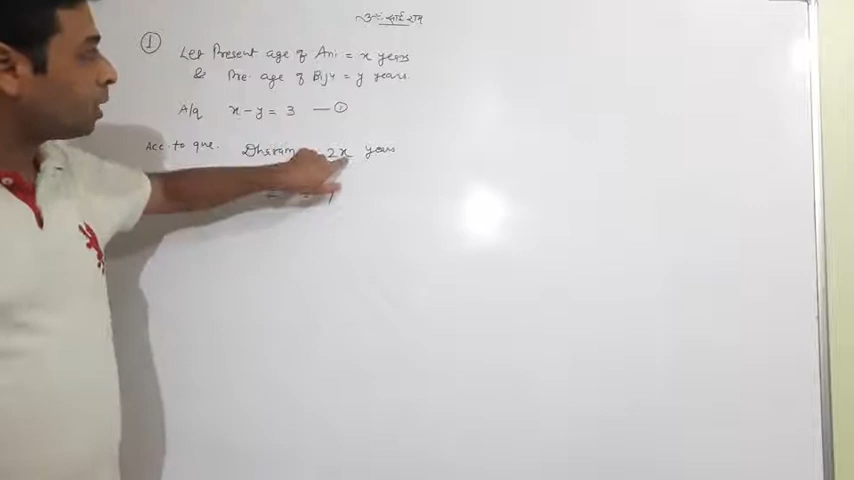 ① Let Present age of Ani = x years
& Pre. age of Biju = y years.
A/q x - y = 3 — ①
Acc. to que. Dharam 2x years